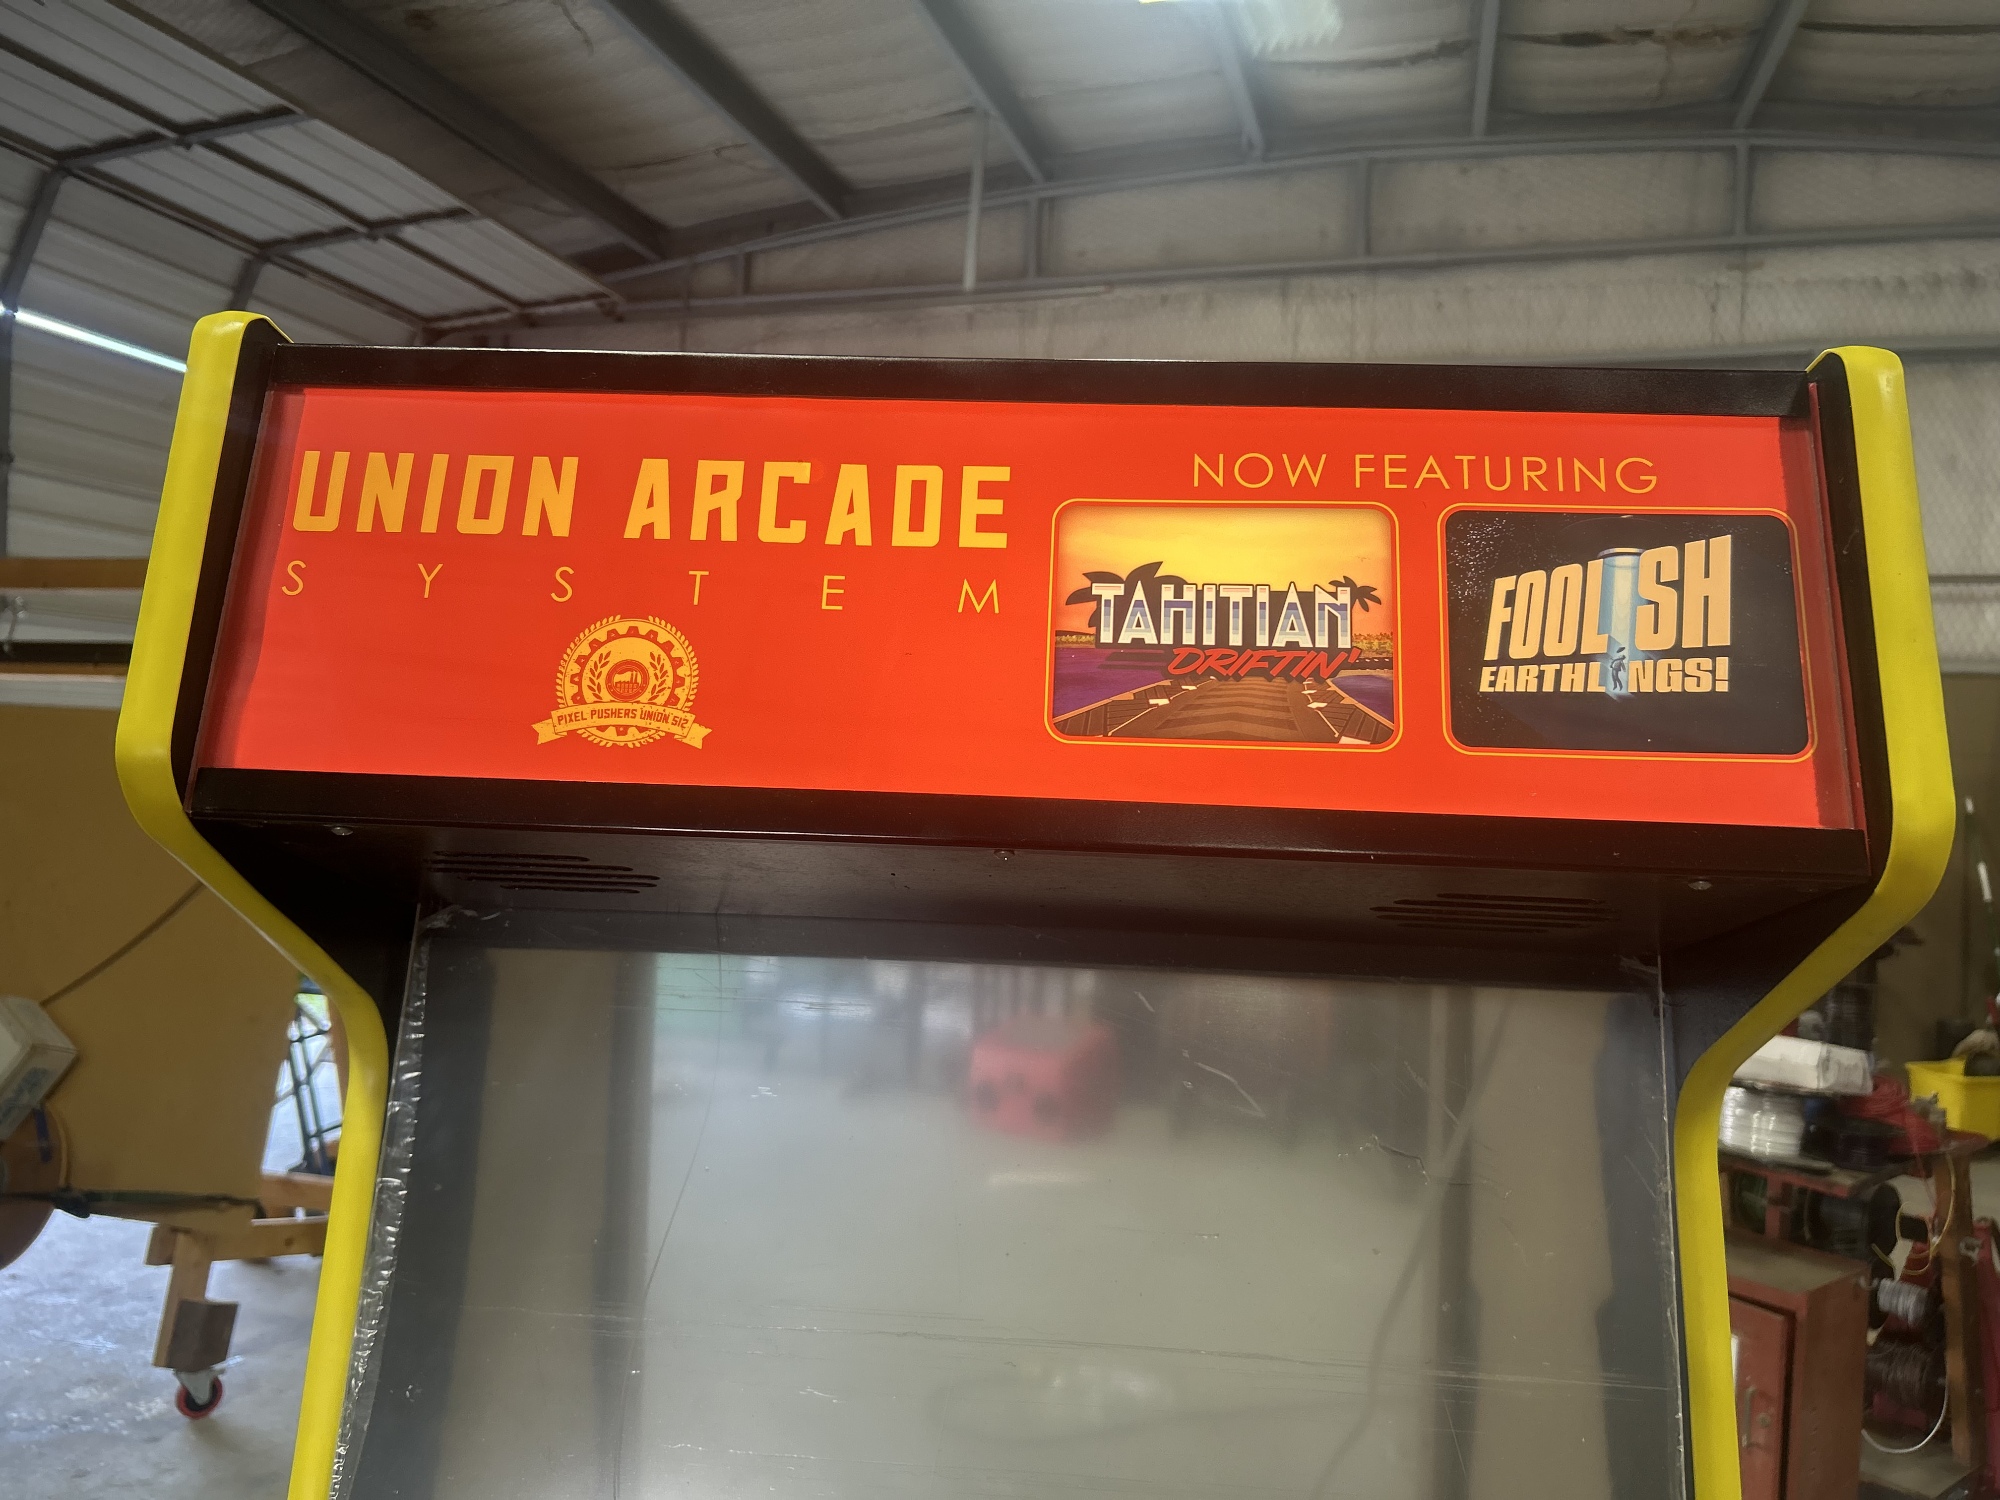 UNION ARCADE
SYSTEM
PIXEL PUSHERS UNION 512
NOW FEATURING
TAHITIAN
DRIFTIN'
FOOLISH
EARTHLINGS!